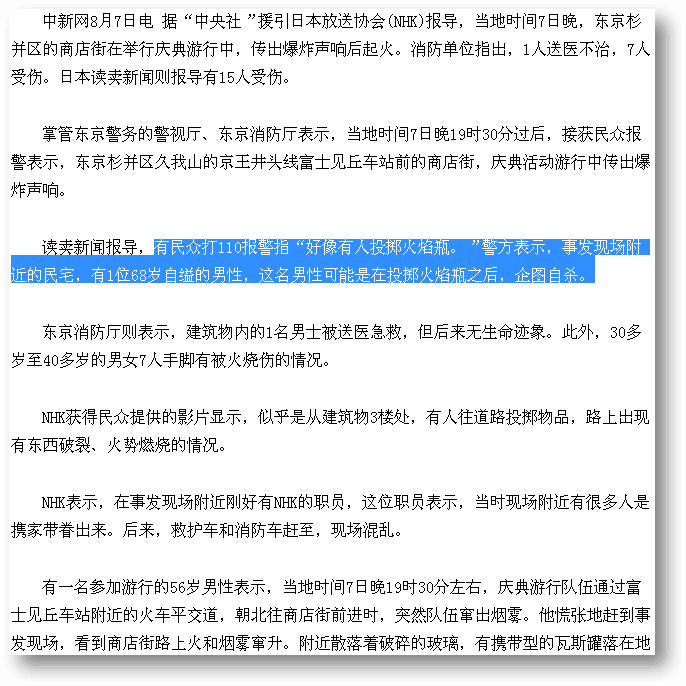 中新网8月7日电 据“中央社 ”援引日本放送协会(NHK)报导，当地时间7日晚，东京杉
并区的商店街在举行庆典游行中，传出爆炸声响后起火。消防单位指出，1人送医不治，7人
受伤。日本读卖新闻则报导有15人受伤。
掌管东京警务的警视厅、东京消防厅表示，当地时间7日晚19时30分过后，接获民众报
警表示，东京杉并区久我山的京王井头线富士见丘车站前的商店街，庆典活动游行中传出爆
炸声响。
读卖新闻报导，有民众打110报警指“好像有人投掷火焰瓶。 ”警方表示，事发现场附
近的民宅，有1位68岁自缢的男性，这名男性可能是在投掷火焰瓶之后，企图自杀。
东京消防厅则表示，建筑物内的1名男士被送医急救，但后来无生命迹象。此外，30多
岁至40多岁的男女7人手脚有被火烧伤的情况。
NHK获得民众提供的影片显示，似乎是从建筑物3楼处，有人往道路投掷物品，路上出现
有东西破裂、火势燃烧的情况。
NHK表示，在事发现场附近刚好有NHK的职员，这位职员表示，当时现场附近有很多人是
携家带眷出来。后来，救护车和消防车赶至，现场混乱。
有一名参加游行的56岁男性表示，当地时间7日晚19时30分左右，庆典游行队伍通过富
士见丘车站附近的火车平交道，朝北往商店街前进时，突然队伍窜出烟雾。他慌张地赶到事
发现场，看到商店街路上火和烟雾窜升。附近散落着破碎的玻璃，有携带型的瓦斯罐落在地